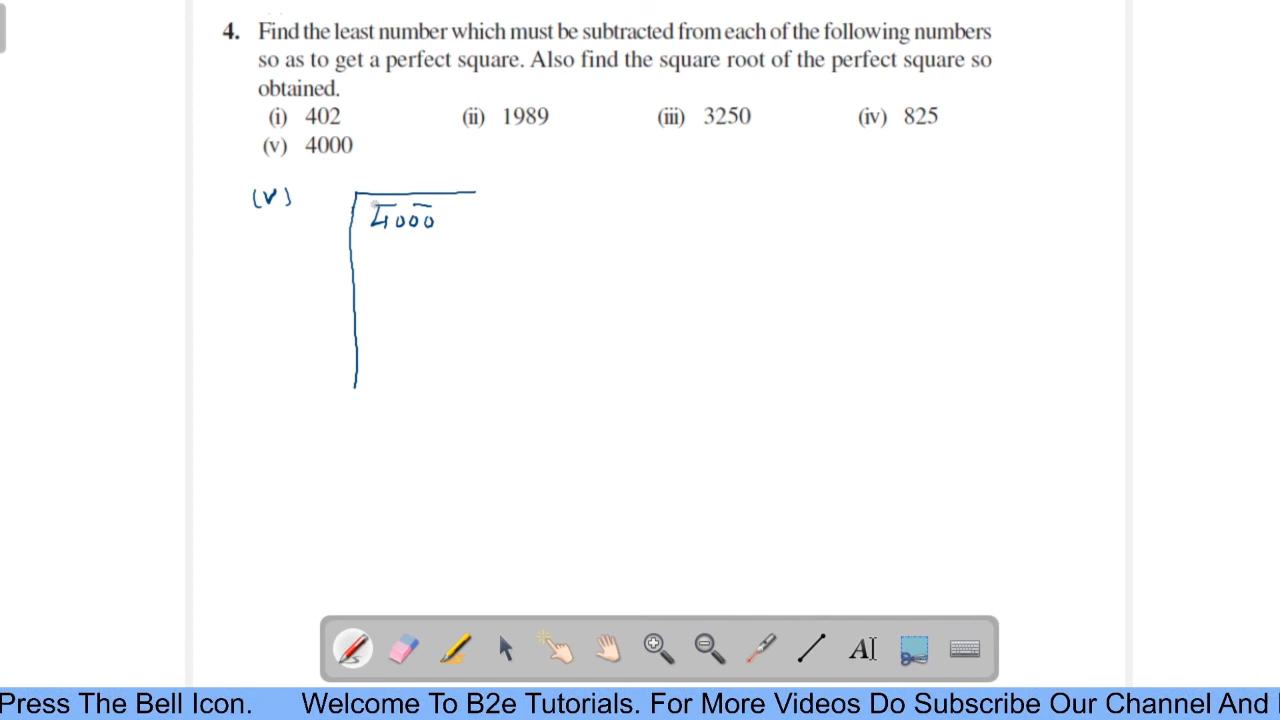 4. Find the least number which must be subtracted from each of the following numbers
so as to get a perfect square. Also find the square root of the perfect square so
obtained.
(i) 402 (ii) 1989 (iii) 3250 (iv) 825
(v) 4000
(v) 4000
AI
Press The Bell Icon. Welcome To B2e Tutorials. For More Videos Do Subscribe Our Channel And